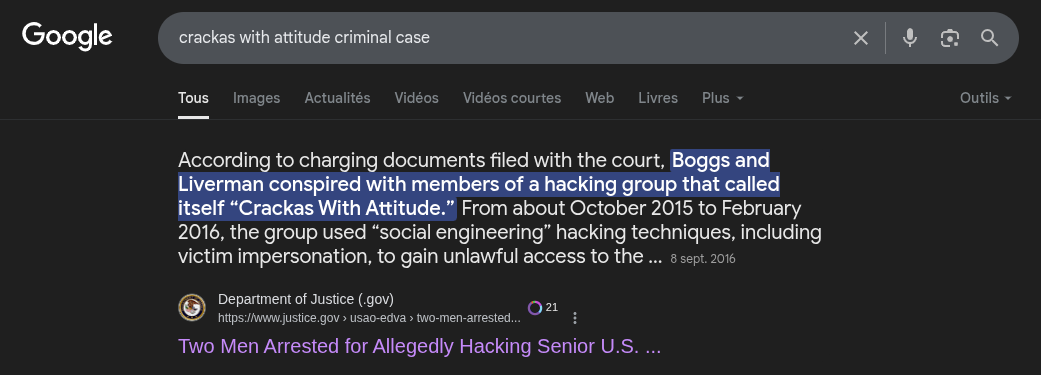 Google
crackas with attitude criminal case
Tous Images Actualités Vidéos Vidéos courtes Web Livres Plus Outils
According to charging documents filed with the court, Boggs and
Liverman conspired with members of a hacking group that called
itself “Crackas With Attitude.” From about October 2015 to February
2016, the group used “social engineering” hacking techniques, including
victim impersonation, to gain unlawful access to the ... 8 sept. 2016
Department of Justice (.gov)
https://www.justice.gov › usao-edva › two-men-arrested... 21
Two Men Arrested for Allegedly Hacking Senior U.S. ...